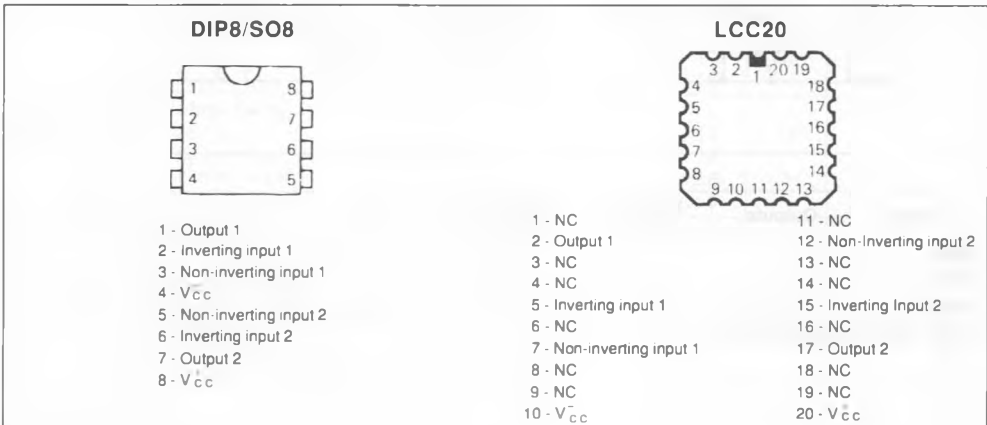 DIP8/SO8
1 8
2 7
3 6
4 5
1 - Output 1
2 - Inverting input 1
3 - Non-inverting input 1
4 - V⁻cc
5 - Non-inverting input 2
6 - Inverting input 2
7 - Output 2
8 - V⁺cc
LCC20
3 2 1 20 19
4 18
5 17
6 16
7 15
8 14
9 10 11 12 13
1 - NC
2 - Output 1
3 - NC
4 - NC
5 - Inverting input 1
6 - NC
7 - Non-inverting input 1
8 - NC
9 - NC
10 - V⁻cc
11 - NC
12 - Non-Inverting input 2
13 - NC
14 - NC
15 - Inverting Input 2
16 - NC
17 - Output 2
18 - NC
19 - NC
20 - V⁺cc